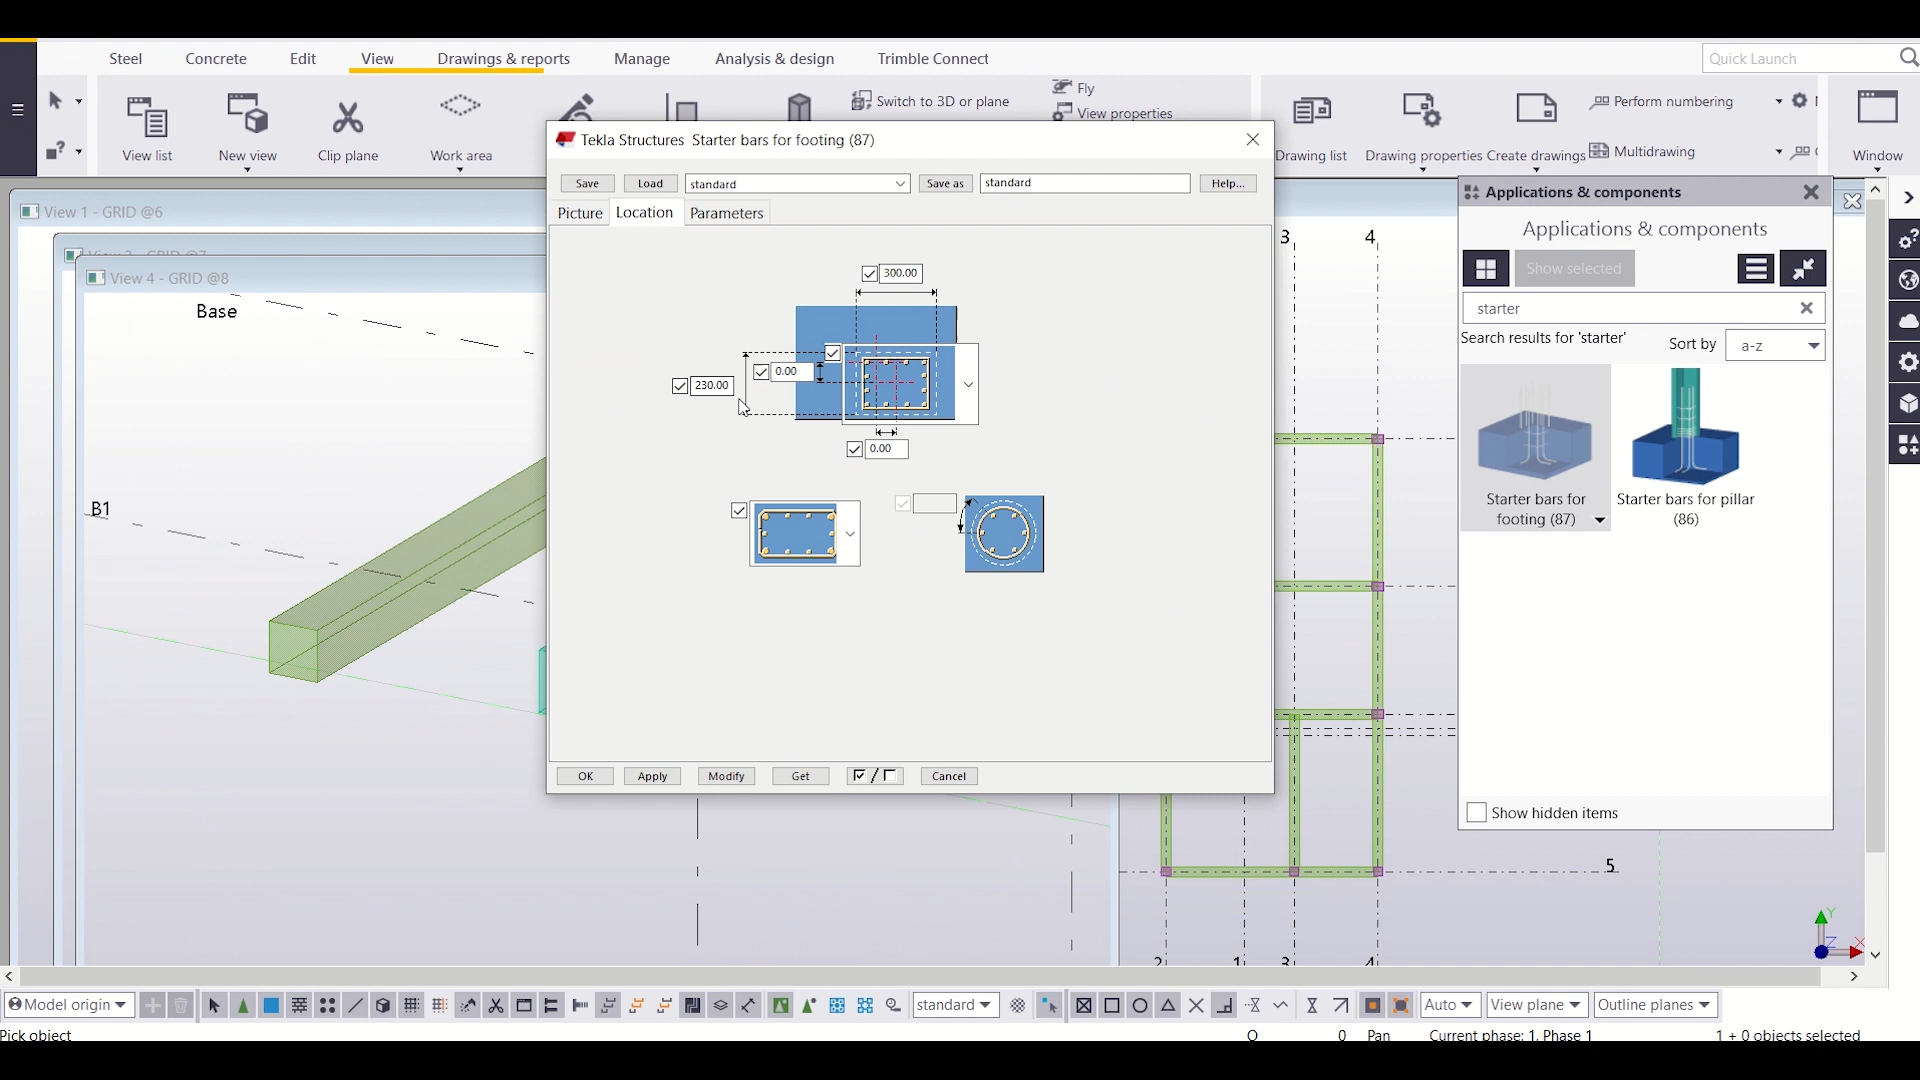 Steel
Concrete
Edit
View
Drawings & reports
Manage
Analysis & design
Trimble Connect
Quick Launch
View list
New view
Clip plane
Work area
Switch to 3D or plane
Fly
View properties
Drawing list
Drawing properties
Create drawings
Perform numbering
Multidrawing
Window
View 1 - GRID @6
View 4 - GRID @8
Base
B1
Tekla Structures Starter bars for footing (87)
Save
Load
standard
Save as
standard
Help...
Picture
Location
Parameters
300.00
0.00
230.00
0.00
OK
Apply
Modify
Get
/
Cancel
3
4
5
2
1
3
4
Applications & components
Applications & components
Show selected
starter
Search results for 'starter'
Sort by
a-z
Starter bars for
footing (87)
Starter bars for pillar
(86)
Show hidden items
Y
Z
X
Model origin
standard
Auto
View plane
Outline planes
Pick object
O
0
Pan
Current phase: 1, Phase 1
1 + 0 objects selected